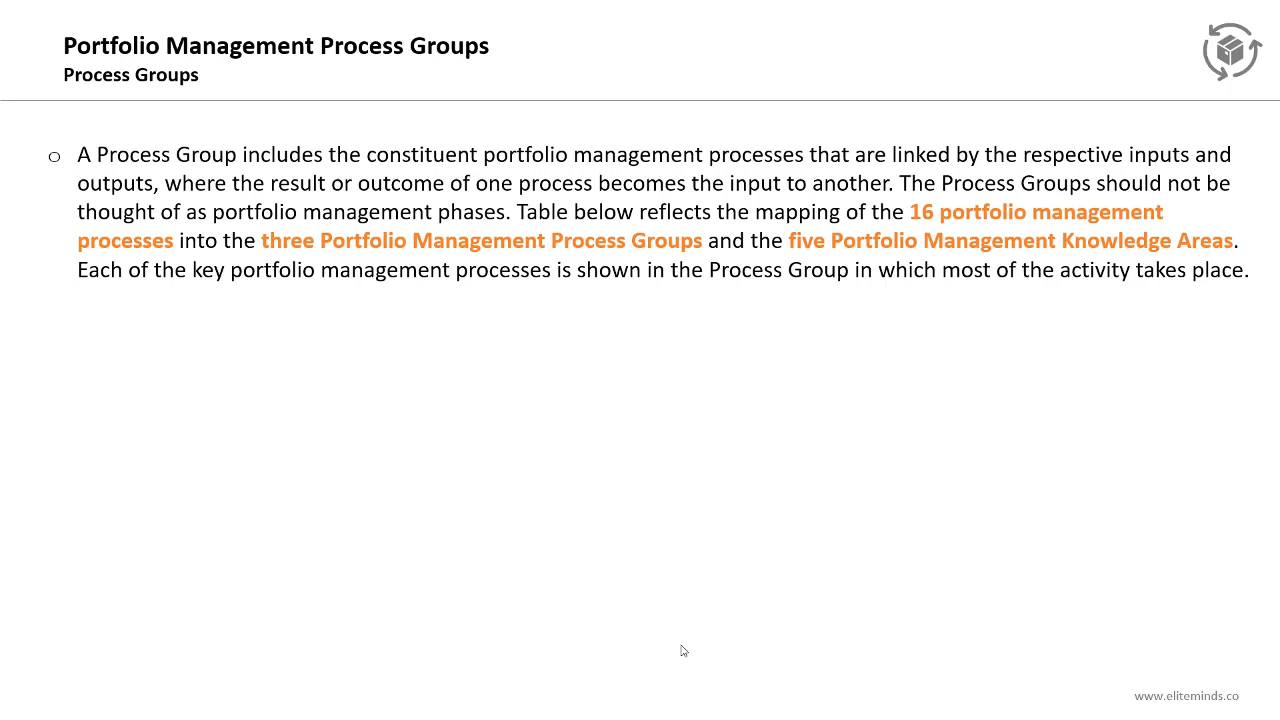 Portfolio Management Process Groups
Process Groups
o A Process Group includes the constituent portfolio management processes that are linked by the respective inputs and
outputs, where the result or outcome of one process becomes the input to another. The Process Groups should not be
thought of as portfolio management phases. Table below reflects the mapping of the 16 portfolio management
processes into the three Portfolio Management Process Groups and the five Portfolio Management Knowledge Areas.
Each of the key portfolio management processes is shown in the Process Group in which most of the activity takes place.
www.eliteminds.co